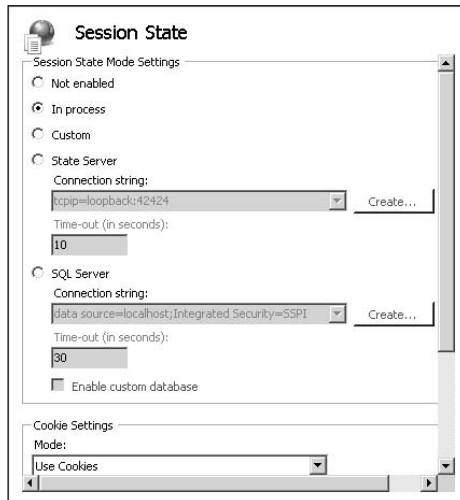 Session State
Session State Mode Settings
Not enabled
In process
Custom
State Server
Connection string:
tcpip=loopback:42424
Create...
Time-out (in seconds):
10
SQL Server
Connection string:
data source=localhost;Integrated Security=SSPI
Create...
Time-out (in seconds):
30
Enable custom database
Cookie Settings
Mode:
Use Cookies